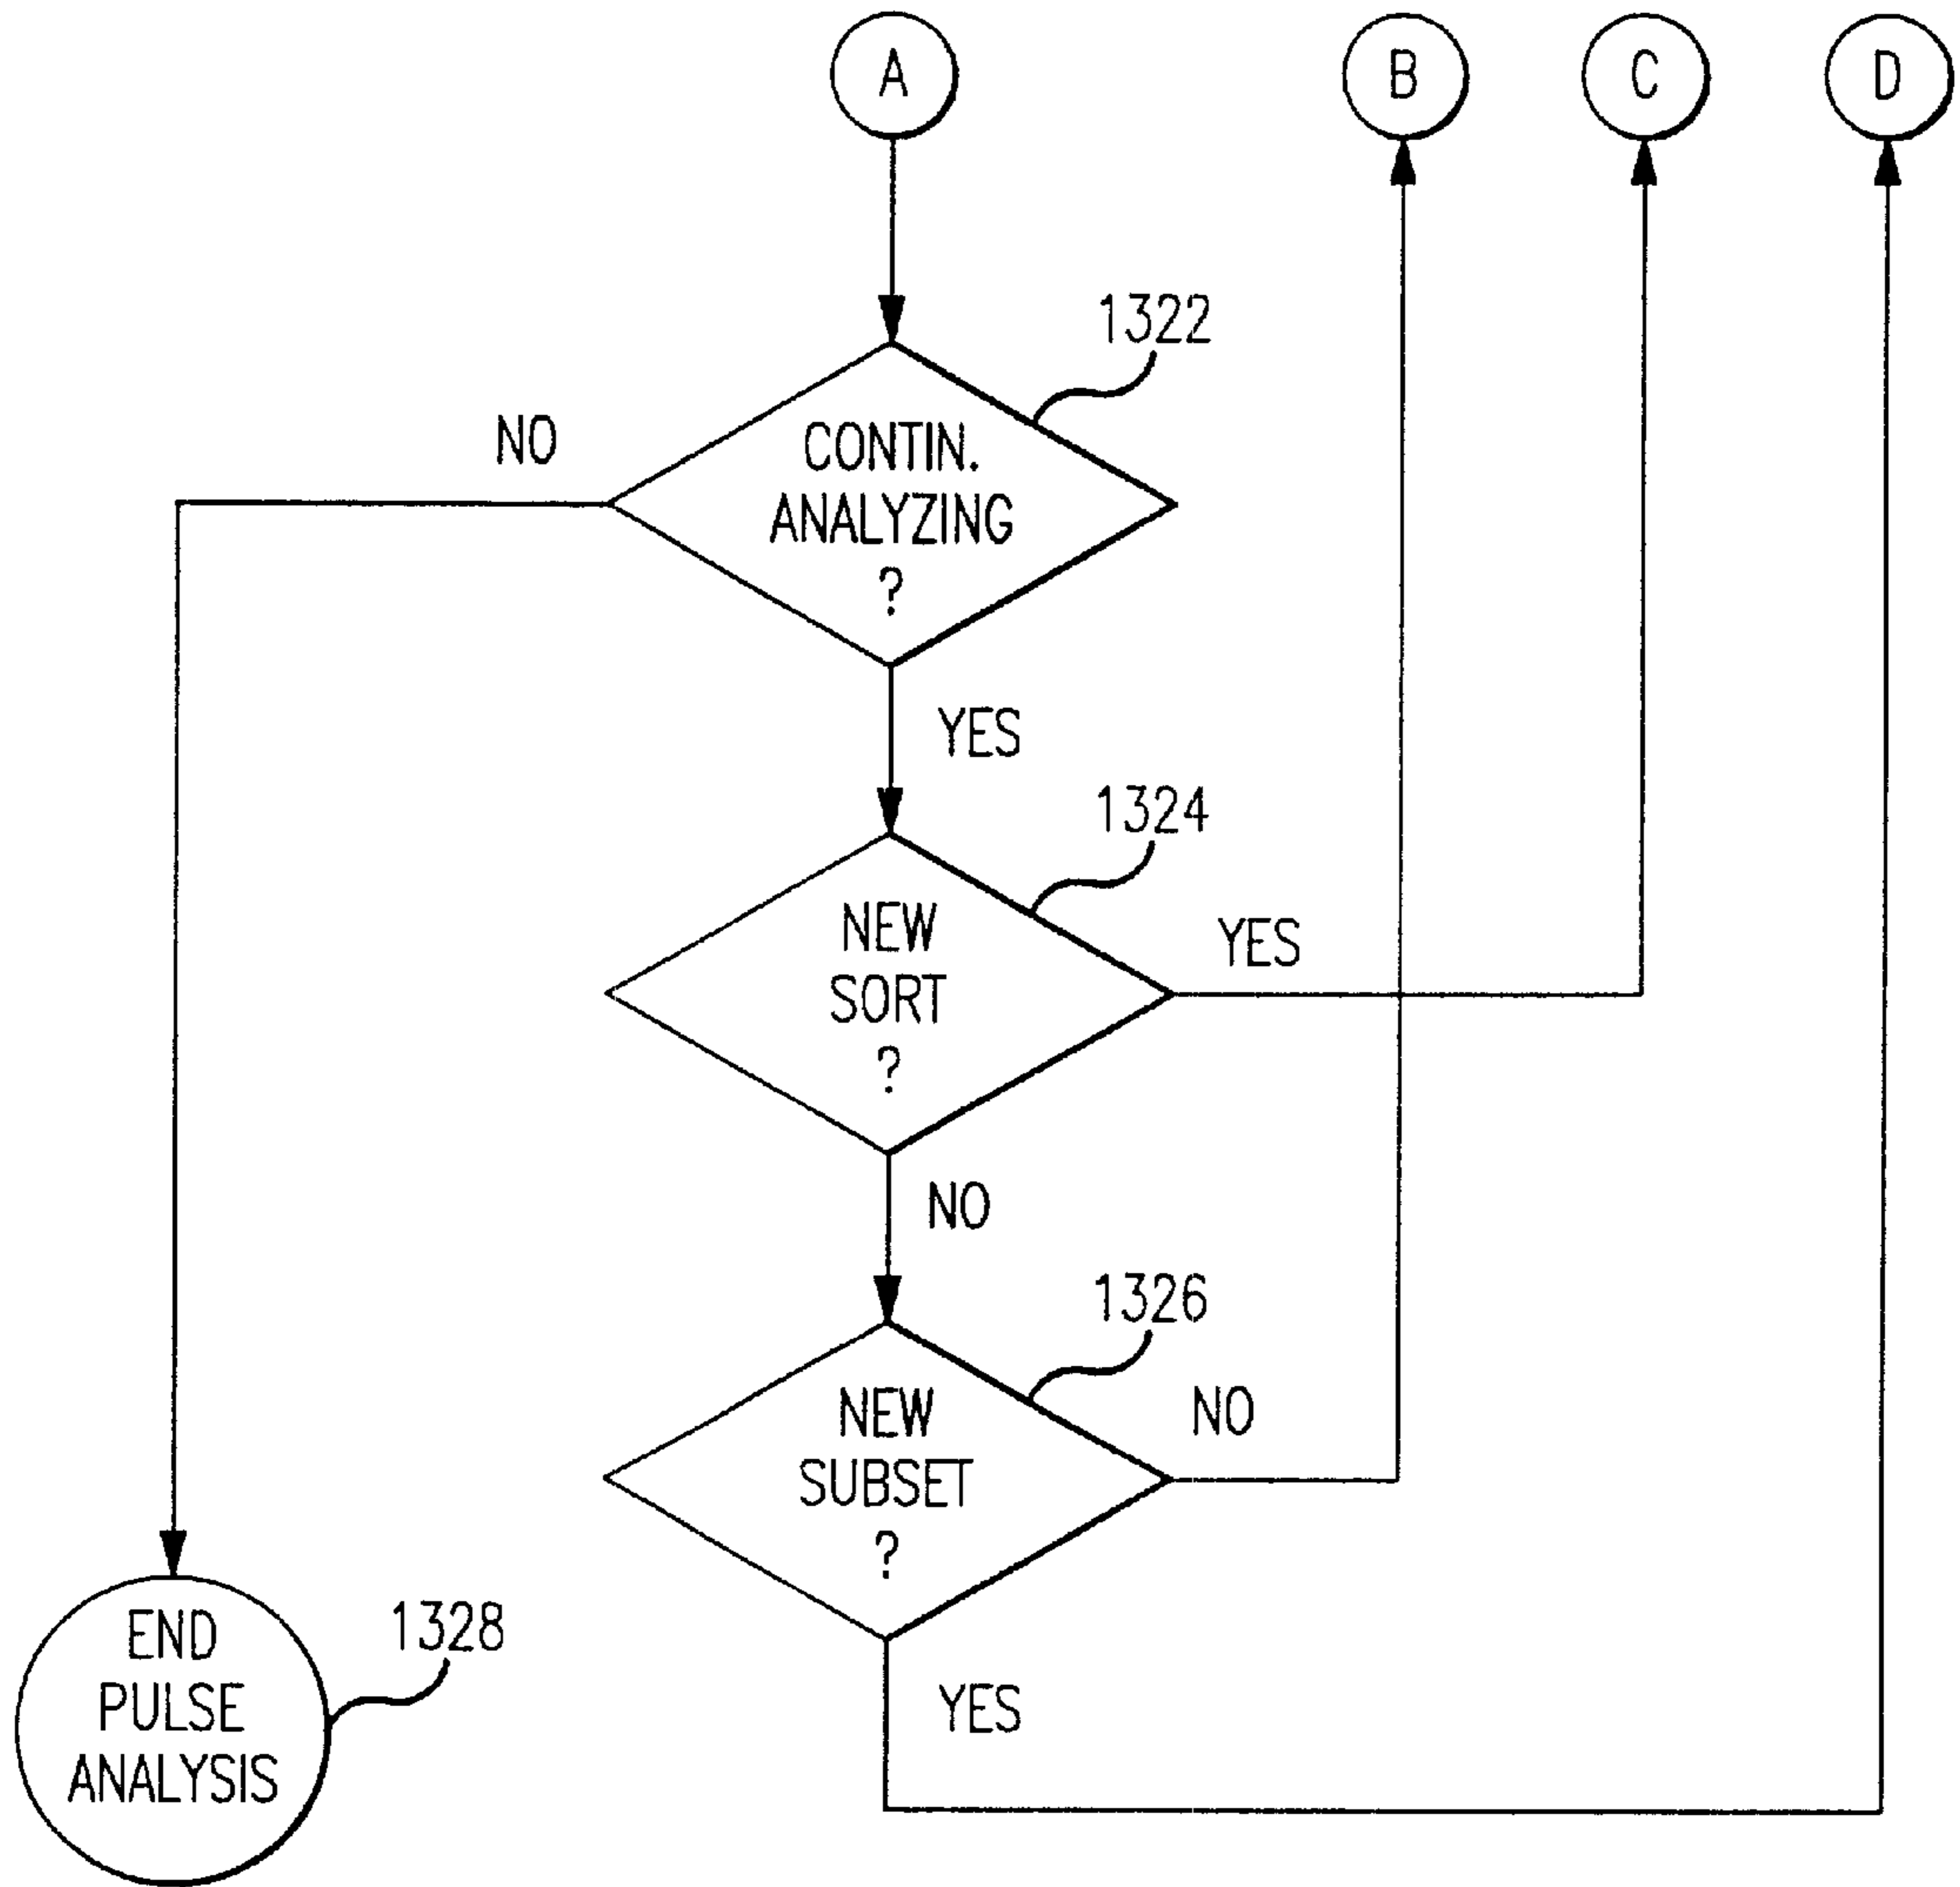 A
B
C
D
1322
NO
CONTIN.
ANALYZING
?
YES
1324
NEW
SORT
?
YES
NO
1326
NEW
SUBSET
?
NO
YES
END
PULSE
ANALYSIS
1328